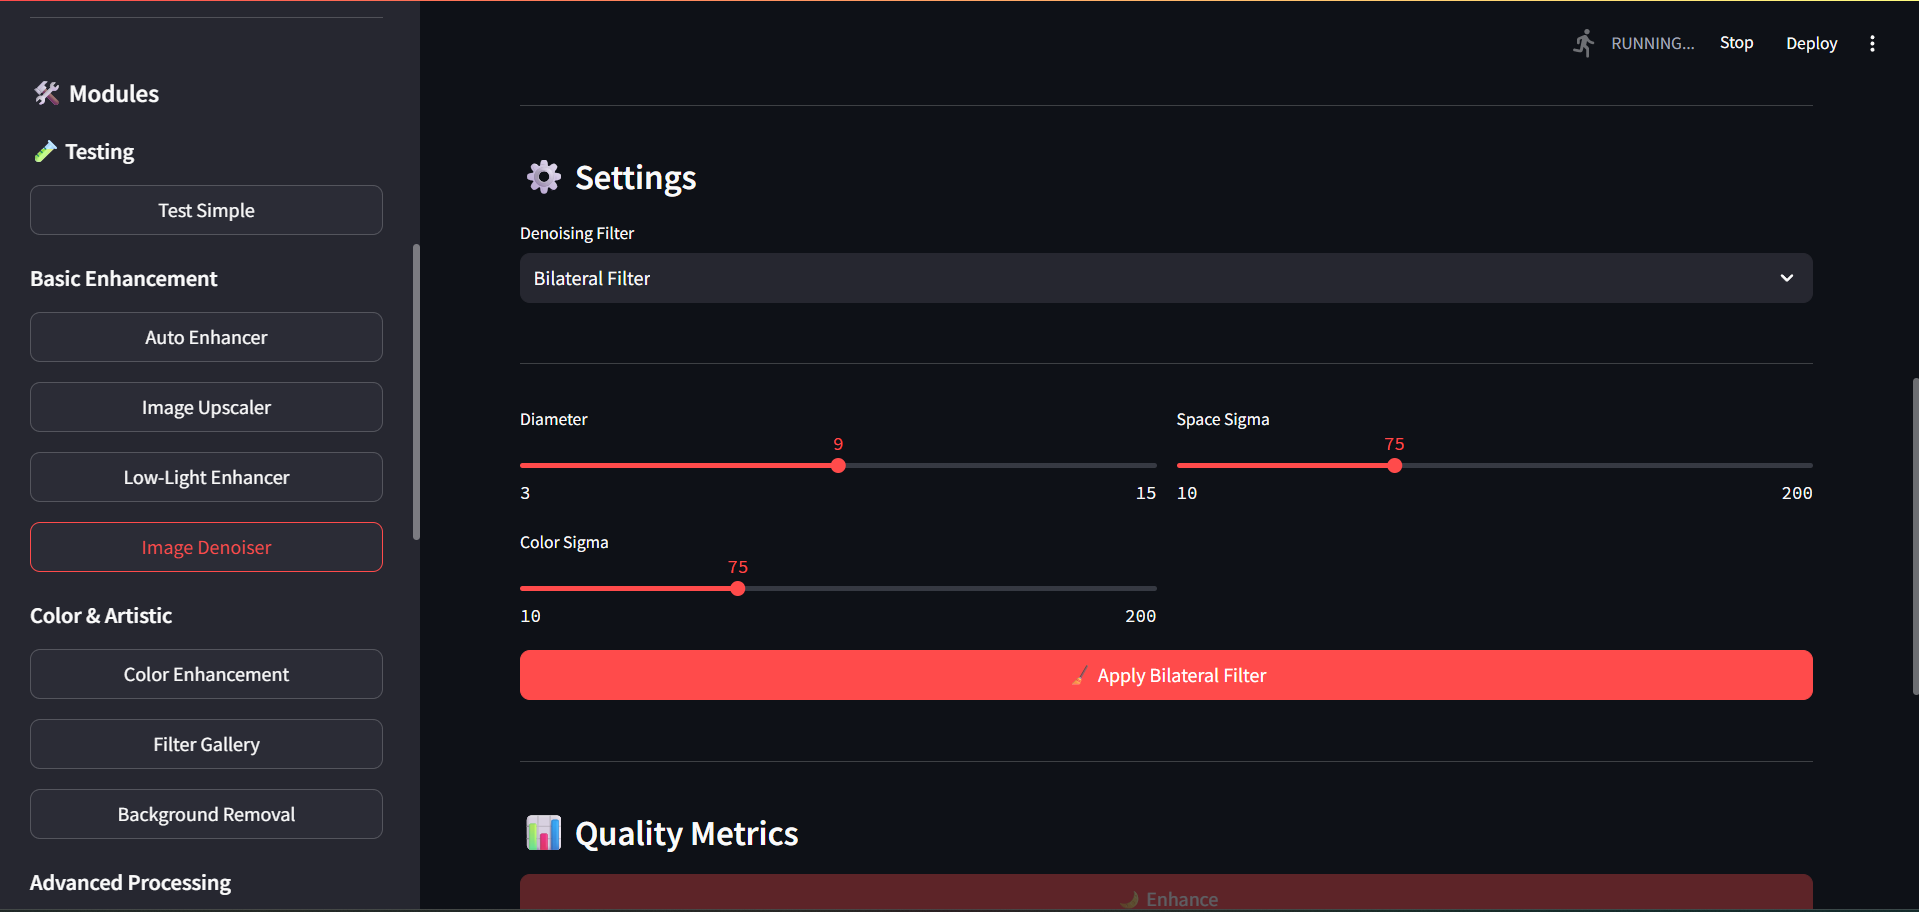 RUNNING...
Stop
Deploy
Modules
Testing
Test Simple
Basic Enhancement
Auto Enhancer
Image Upscaler
Low-Light Enhancer
Image Denoiser
Color & Artistic
Color Enhancement
Filter Gallery
Background Removal
Advanced Processing
Settings
Denoising Filter
Bilateral Filter
Diameter
9
3 15
Space Sigma
75
10 200
Color Sigma
75
10 200
Apply Bilateral Filter
Quality Metrics
Enhance